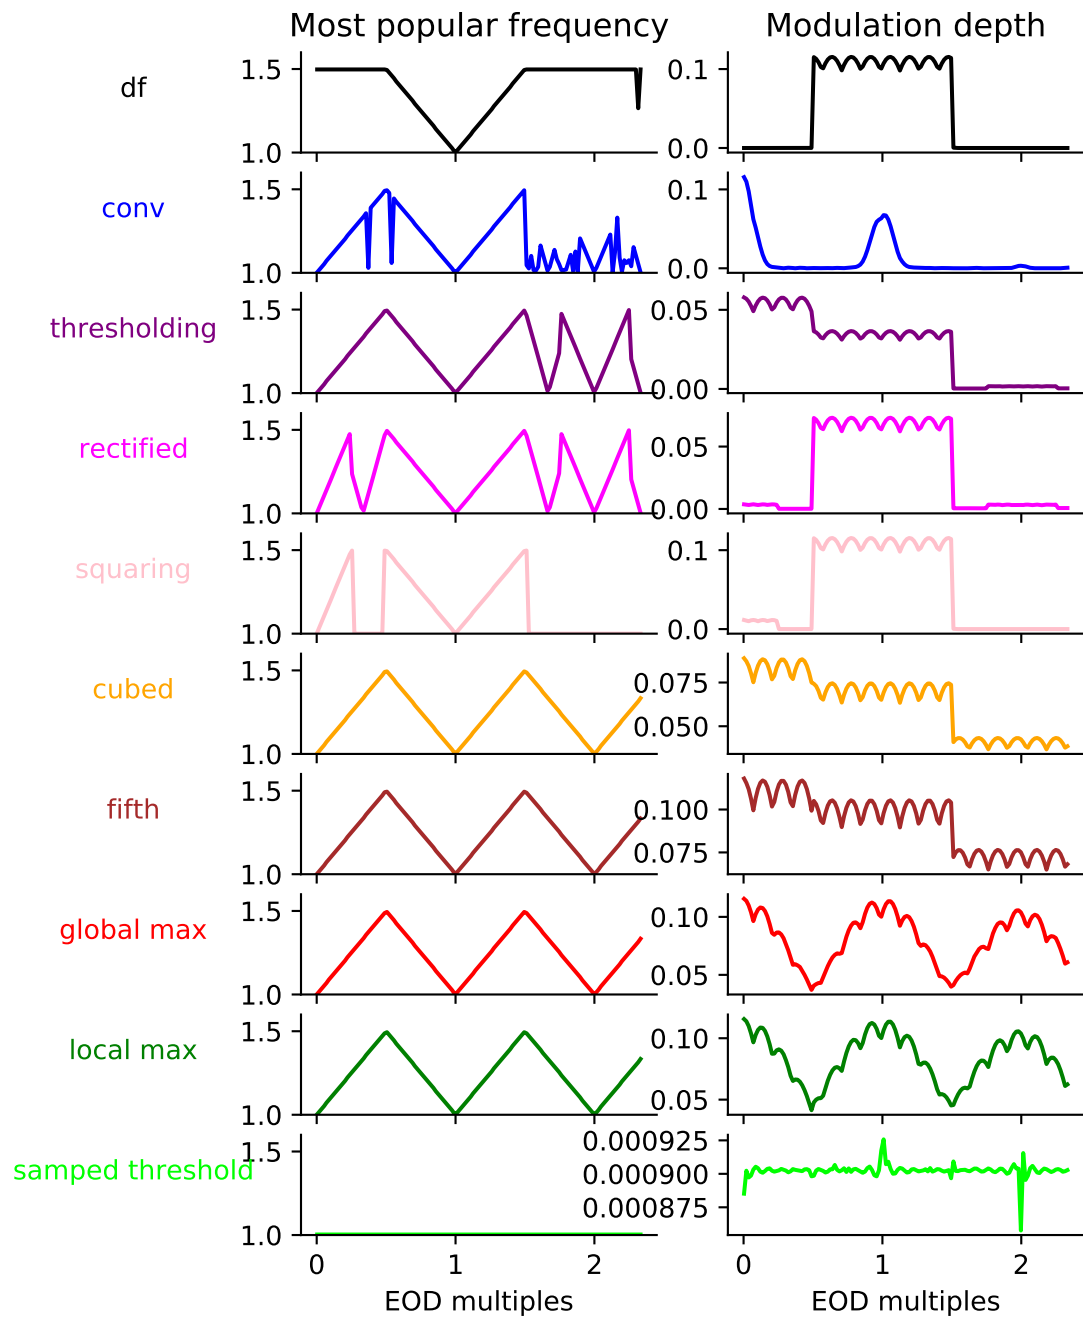 Most popular frequency Modulation depth
df 1.5 1.0 0.1 0.0
conv 1.5 1.0 0.1 0.0
thresholding 1.5 1.0 0.05 0.00
rectified 1.5 1.0 0.05 0.00
squaring 1.5 1.0 0.1 0.0
cubed 1.5 1.0 0.075 0.050
fifth 1.5 1.0 0.100 0.075
global max 1.5 1.0 0.10 0.05
local max 1.5 1.0 0.10 0.05
samped threshold 1.5 1.0 0.000925 0.000900 0.000875
0 1 2 0 1 2
EOD multiples EOD multiples